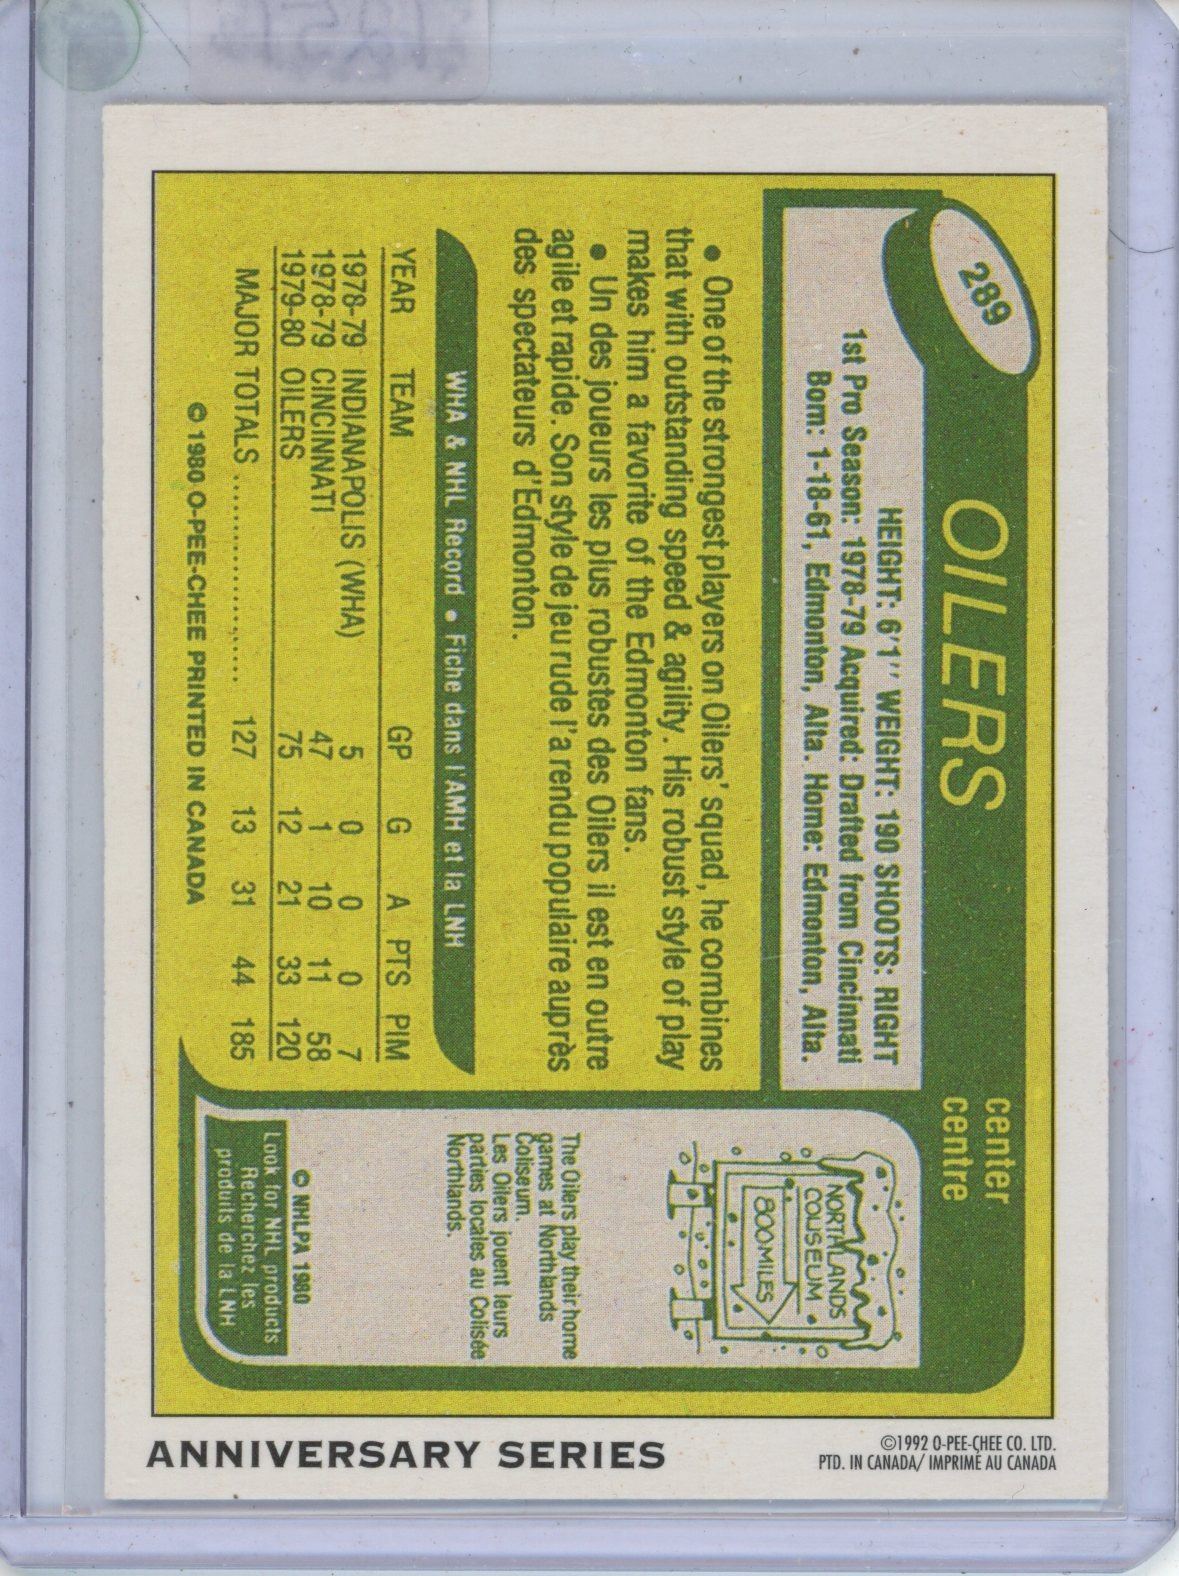 289
OILERS
center
centre
HEIGHT: 6'1'' WEIGHT: 190 SHOOTS: RIGHT
1st Pro Season: 1978-79 Acquired: Drafted from Cincinnati
Born: 1-18-61, Edmonton, Alta. Home: Edmonton, Alta.
● One of the strongest players on Oilers' squad, he combines
that with outstanding speed & agility. His robust style of play
makes him a favorite of the Edmonton fans.
● Un des joueurs les plus robustes des Oilers il est en outre
agile et rapide. Son style de jeu rude l'a rendu populaire auprès
des spectateurs d'Edmonton.
WHA & NHL Record ● Fiche dans l'AMH et la LNH
YEAR TEAM GP G A PTS PIM
1978-79 INDIANAPOLIS (WHA) 5 0 0 0 7
1978-79 CINCINNATI 47 1 10 11 58
1979-80 OILERS 75 12 21 33 120
MAJOR TOTALS .................... 127 13 31 44 185
© 1980 O-PEE-CHEE PRINTED IN CANADA
NORTHLANDS
COLISEUM
800 MILES
The Oilers play their home
games at Northlands
Coliseum.
Les Oilers jouent leurs
parties locales au Colisée
Northlands.
© NHLPA 1980
Look for NHL products
Recherchez les
produits de la LNH
ANNIVERSARY SERIES
©1992 O-PEE-CHEE CO. LTD.
PTD. IN CANADA/ IMPRIMÉ AU CANADA